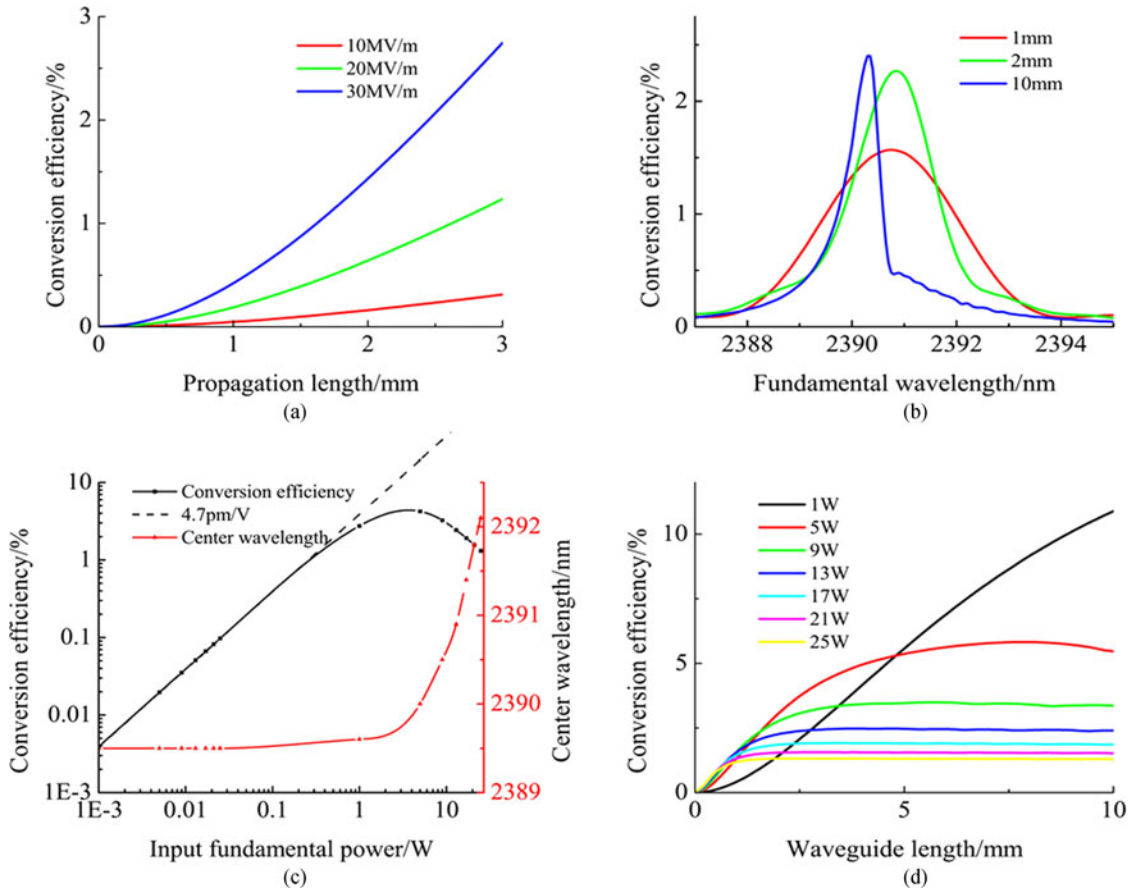 3
2
1
0
Conversion efficiency/%
10MV/m
20MV/m
30MV/m
0 1 2 3
Propagation length/mm
(a)
2
1
0
Conversion efficiency/%
1mm
2mm
10mm
2388 2390 2392 2394
Fundamental wavelength/nm
(b)
10
1
0.1
0.01
1E-3
Conversion efficiency/%
Conversion efficiency
4.7pm/V
Center wavelength
2392
2391
2390
2389
Center wavelength/nm
1E-3 0.01 0.1 1 10
Input fundamental power/W
(c)
10
5
0
Conversion efficiency/%
1W
5W
9W
13W
17W
21W
25W
0 5 10
Waveguide length/mm
(d)